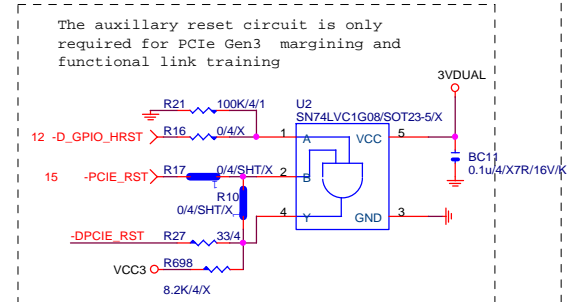 The auxillary reset circuit is only
required for PCIe Gen3 margining and
functional link training
3VDUAL
R21 100K/4/1
U2
SN74LVC1G08/SOT23-5/X
12 -D_GPIO_HRST R16 0/4/X 1 A VCC 5
BC11
0.1u/4/X7R/16V/K
15 -PCIE_RST R17 0/4/SHT/X 2 B
R10
0/4/SHT/X
4 Y GND 3
-DPCIE_RST R27 33/4
VCC3 R698
8.2K/4/X